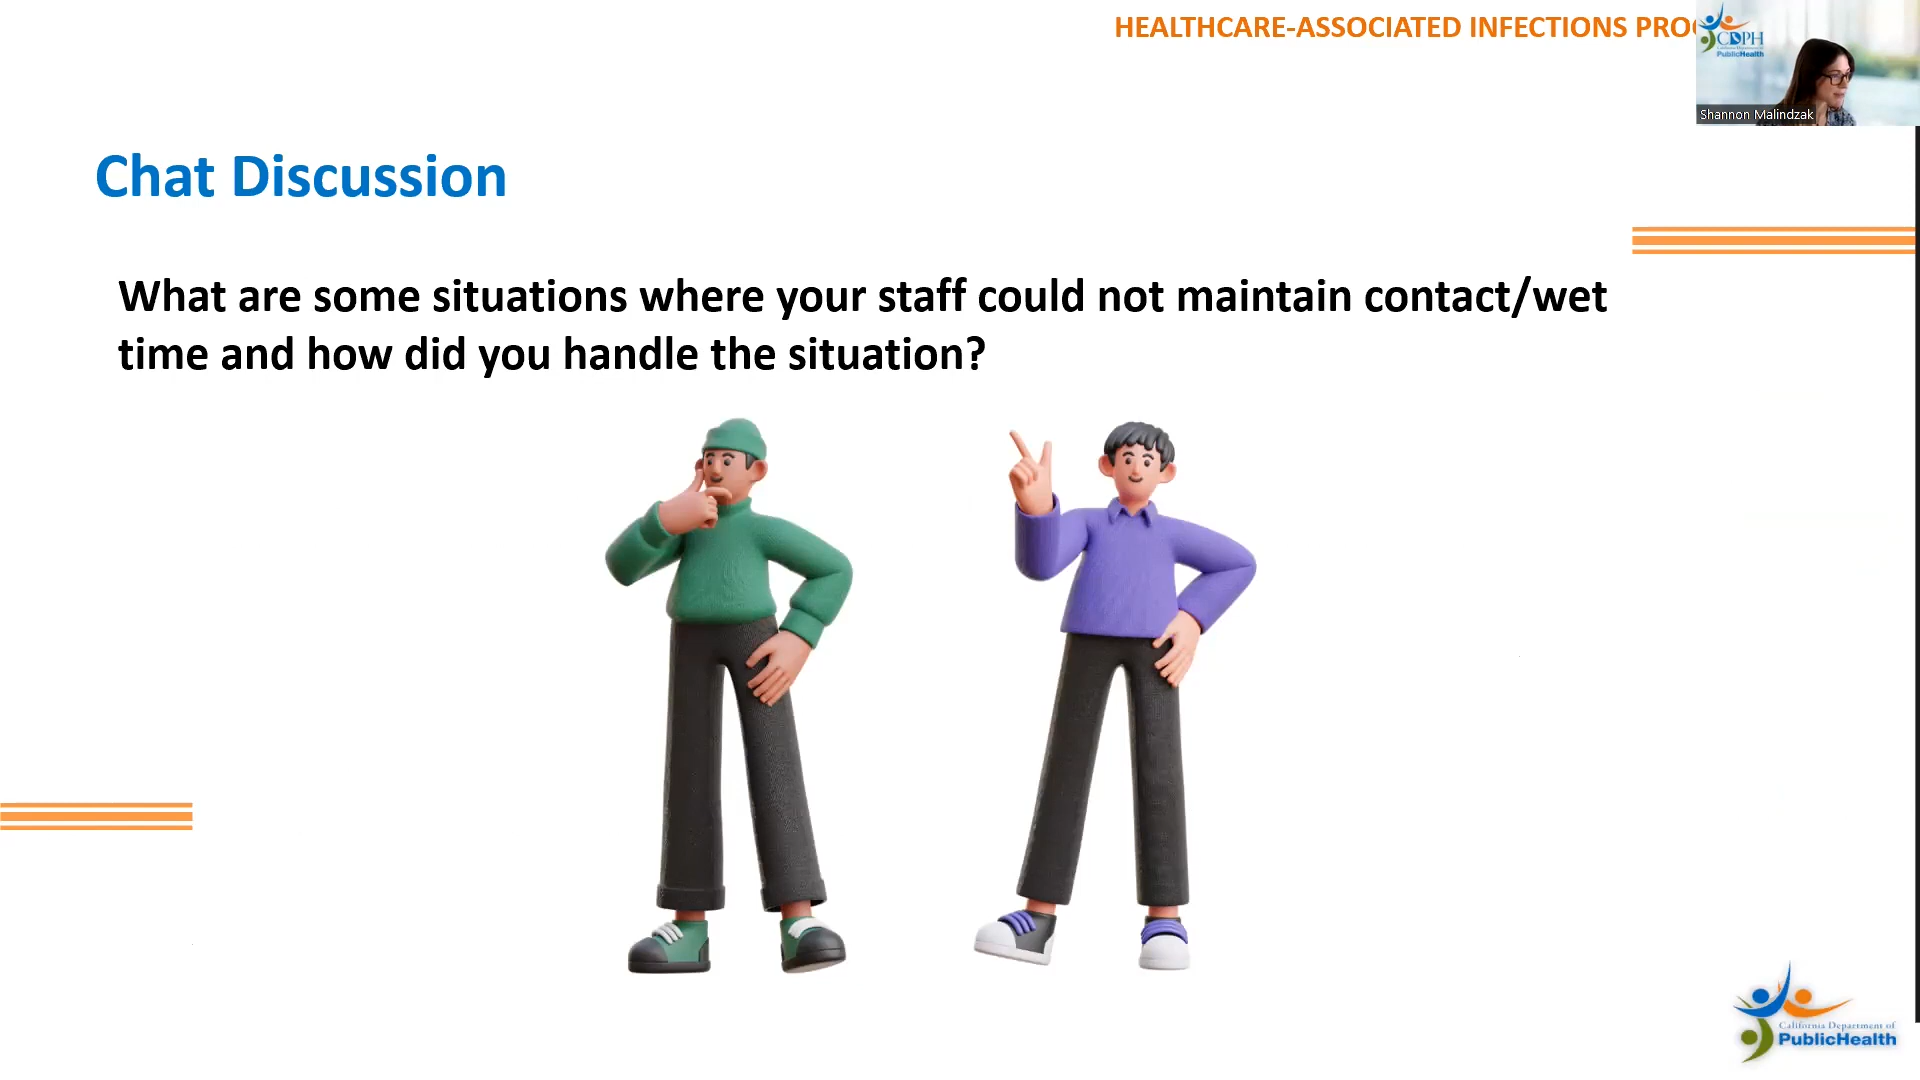 HEALTHCARE-ASSOCIATED INFECTIONS PRO
CDPH
PublicHealth
Shannon Malindzak
Chat Discussion
What are some situations where your staff could not maintain contact/wet
time and how did you handle the situation?
California Department of
PublicHealth